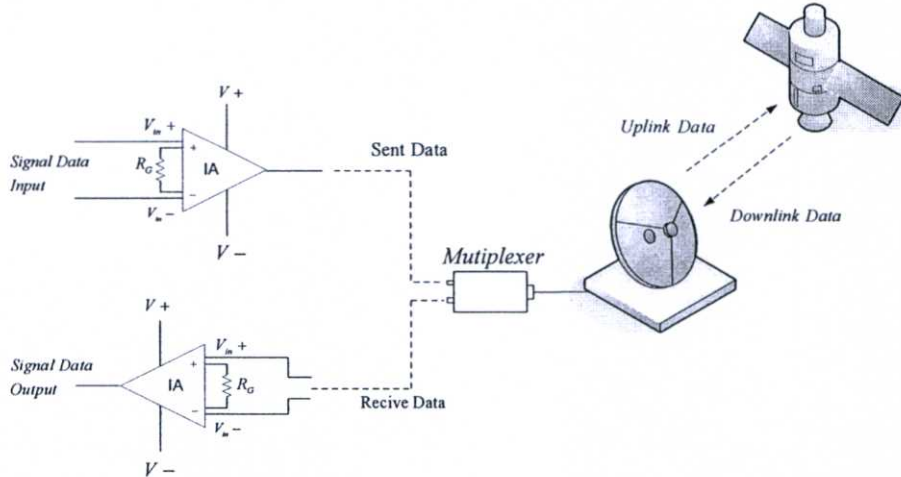 V +
V_in +
Signal Data
Input
R_G
+
IA
−
V_in −
V −
Sent Data
Uplink Data
Downlink Data
Mutiplexer
V +
V_in +
Signal Data
Output
IA
+
R_G
−
V_in −
V −
Recive Data